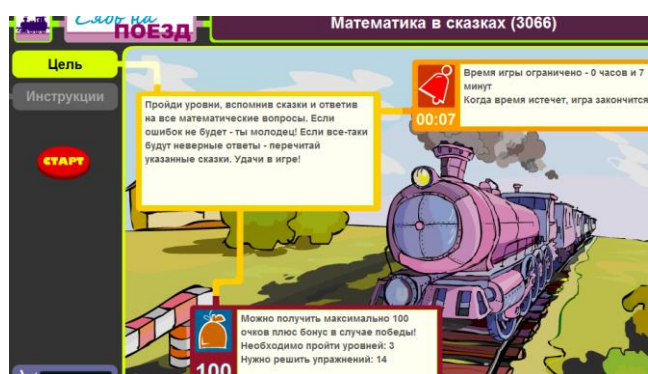 Сядь на
ПОЕЗД
Математика в сказках (3066)
Цель
Инструкции
СТАРТ
Пройди уровни, вспомнив сказки и ответив
на все математические вопросы. Если
ошибок не будет - ты молодец! Если все-таки
будут неверные ответы - перечитай
указанные сказки. Удачи в игре!
Время игры ограничено - 0 часов и 7
минут
Когда время истечет, игра закончится
00:07
Можно получить максимально 100
очков плюс бонус в случае победы!
Необходимо пройти уровней: 3
Нужно решить упражнений: 14
100